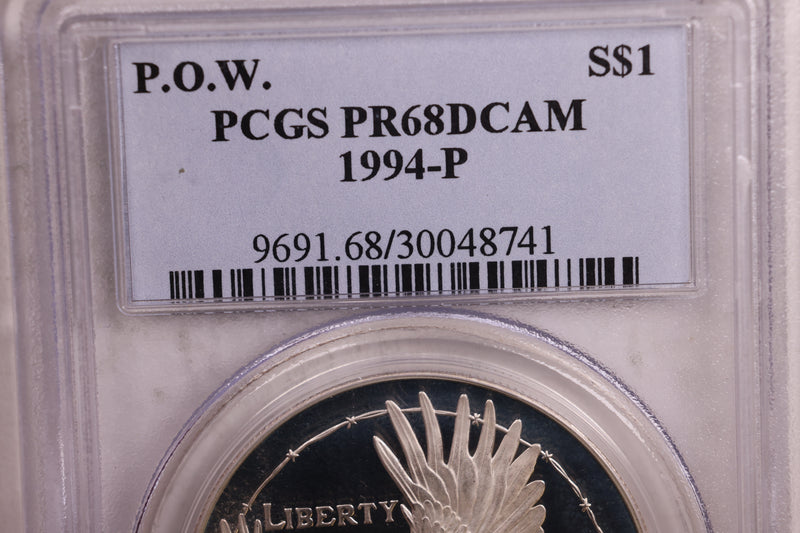 P.O.W. S$1
PCGS PR68DCAM
1994-P
9691.68/30048741
LIBERTY